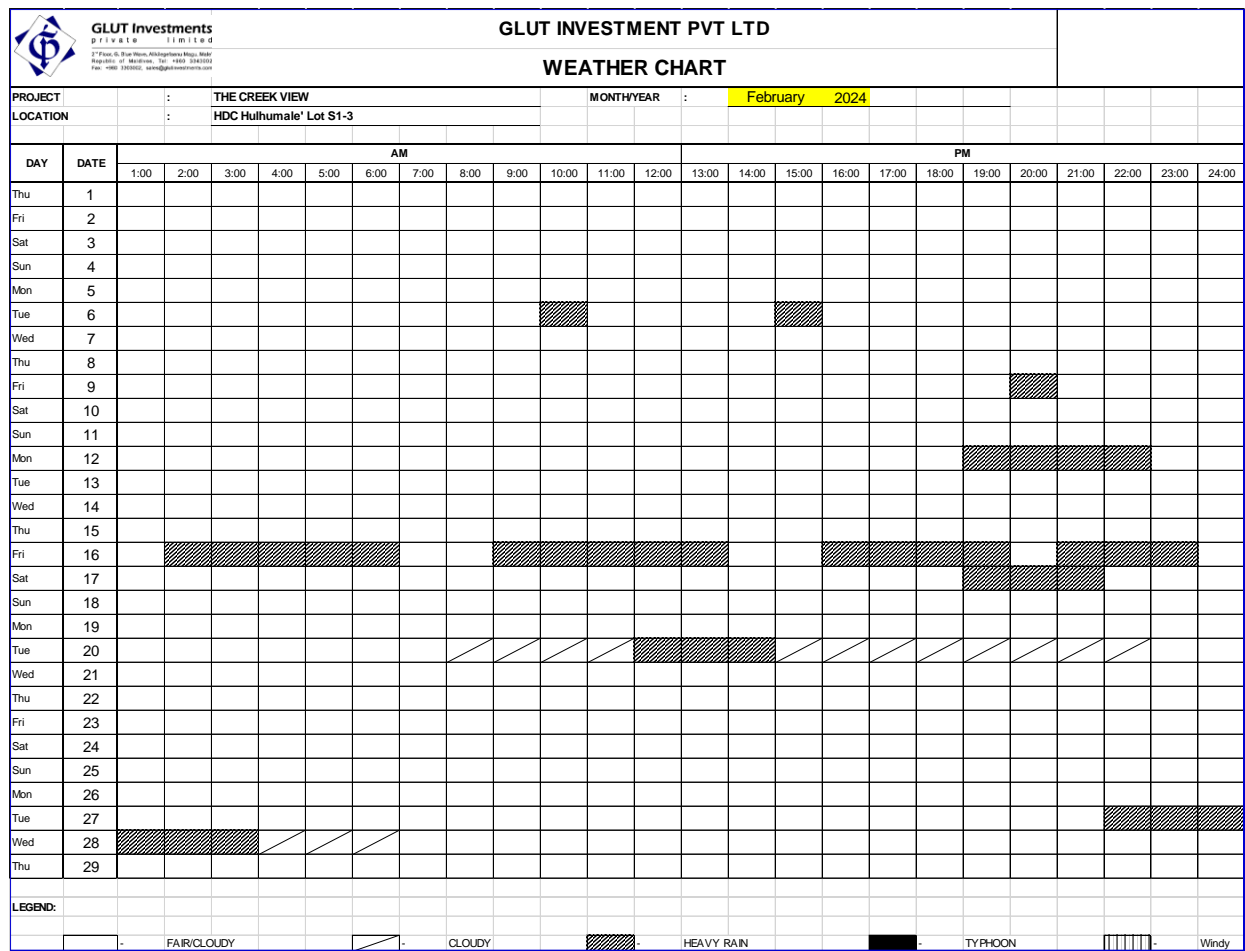 GLUT Investments
private limited
Republic of Maldives, Tel: +960 3343002
GLUT INVESTMENT PVT LTD
WEATHER CHART
PROJECT : THE CREEK VIEW MONTH/YEAR : February 2024
LOCATION : HDC Hulhumale' Lot S1-3
DAY DATE AM PM
1:00 2:00 3:00 4:00 5:00 6:00 7:00 8:00 9:00 10:00 11:00 12:00 13:00 14:00 15:00 16:00 17:00 18:00 19:00 20:00 21:00 22:00 23:00 24:00
Thu 1
Fri 2
Sat 3
Sun 4
Mon 5
Tue 6
Wed 7
Thu 8
Fri 9
Sat 10
Sun 11
Mon 12
Tue 13
Wed 14
Thu 15
Fri 16
Sat 17
Sun 18
Mon 19
Tue 20
Wed 21
Thu 22
Fri 23
Sat 24
Sun 25
Mon 26
Tue 27
Wed 28
Thu 29
LEGEND:
- FAIR/CLOUDY - CLOUDY - HEAVY RAIN - TYPHOON - Windy